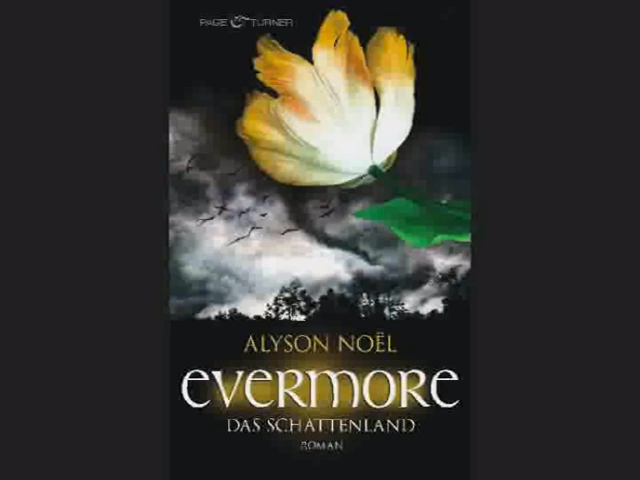 PAGE TURNER
ALYSON NOËL
EVERMORE
DAS SCHATTENLAND
ROMAN